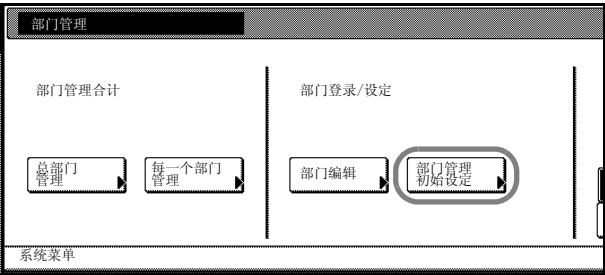 部门管理
部门管理合计
部门登录/设定
总部门
管理
每一个部门
管理
部门编辑
部门管理
初始设定
系统菜单